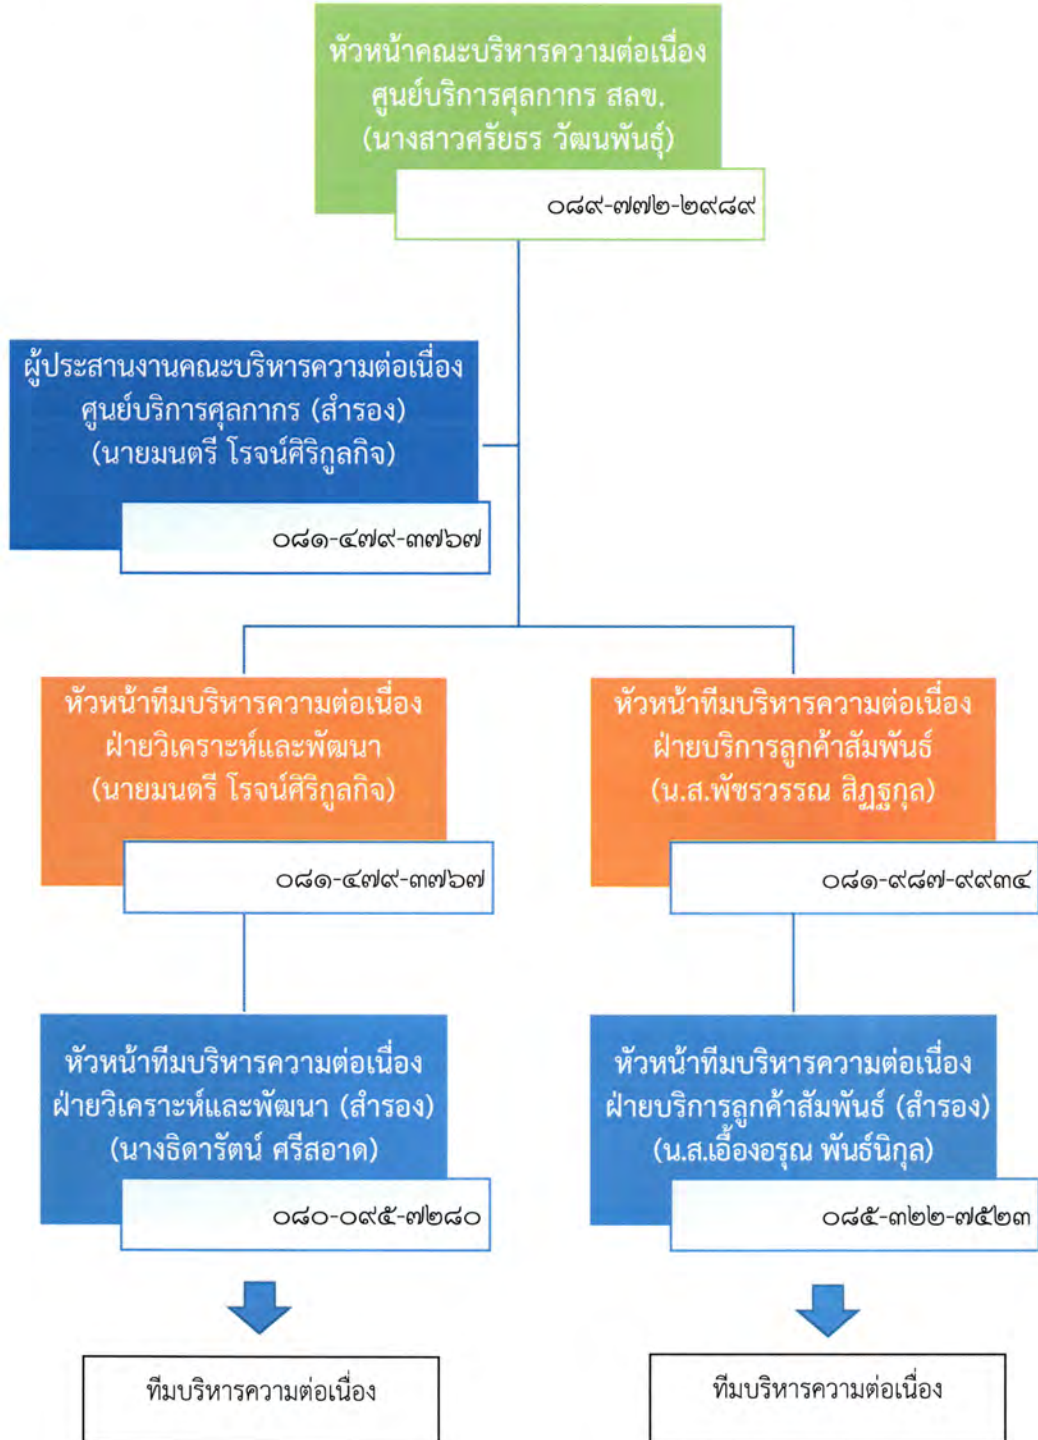 หัวหน้าคณะบริหารความต่อเนื่อง
ศูนย์บริการศุลกากร สลข.
(นางสาวศรัยธร วัฒนพันธุ์)
๐๘๙-๗๗๒-๒๙๘๙
ผู้ประสานงานคณะบริหารความต่อเนื่อง
ศูนย์บริการศุลกากร (สำรอง)
(นายมนตรี โรจน์ศิริกูลกิจ)
๐๘๑-๔๗๙-๓๗๖๗
หัวหน้าทีมบริหารความต่อเนื่อง
ฝ่ายวิเคราะห์และพัฒนา
(นายมนตรี โรจน์ศิริกูลกิจ)
๐๘๑-๔๗๙-๓๗๖๗
หัวหน้าทีมบริหารความต่อเนื่อง
ฝ่ายบริการลูกค้าสัมพันธ์
(น.ส.พัชรวรรณ สิฏฐกุล)
๐๘๑-๙๘๗-๙๙๓๔
หัวหน้าทีมบริหารความต่อเนื่อง
ฝ่ายวิเคราะห์และพัฒนา (สำรอง)
(นางธิดารัตน์ ศรีสอาด)
๐๘๐-๐๙๕-๗๒๘๐
หัวหน้าทีมบริหารความต่อเนื่อง
ฝ่ายบริการลูกค้าสัมพันธ์ (สำรอง)
(น.ส.เอื้องอรุณ พันธ์นิกุล)
๐๘๕-๓๒๒-๗๕๒๓
ทีมบริหารความต่อเนื่อง
ทีมบริหารความต่อเนื่อง